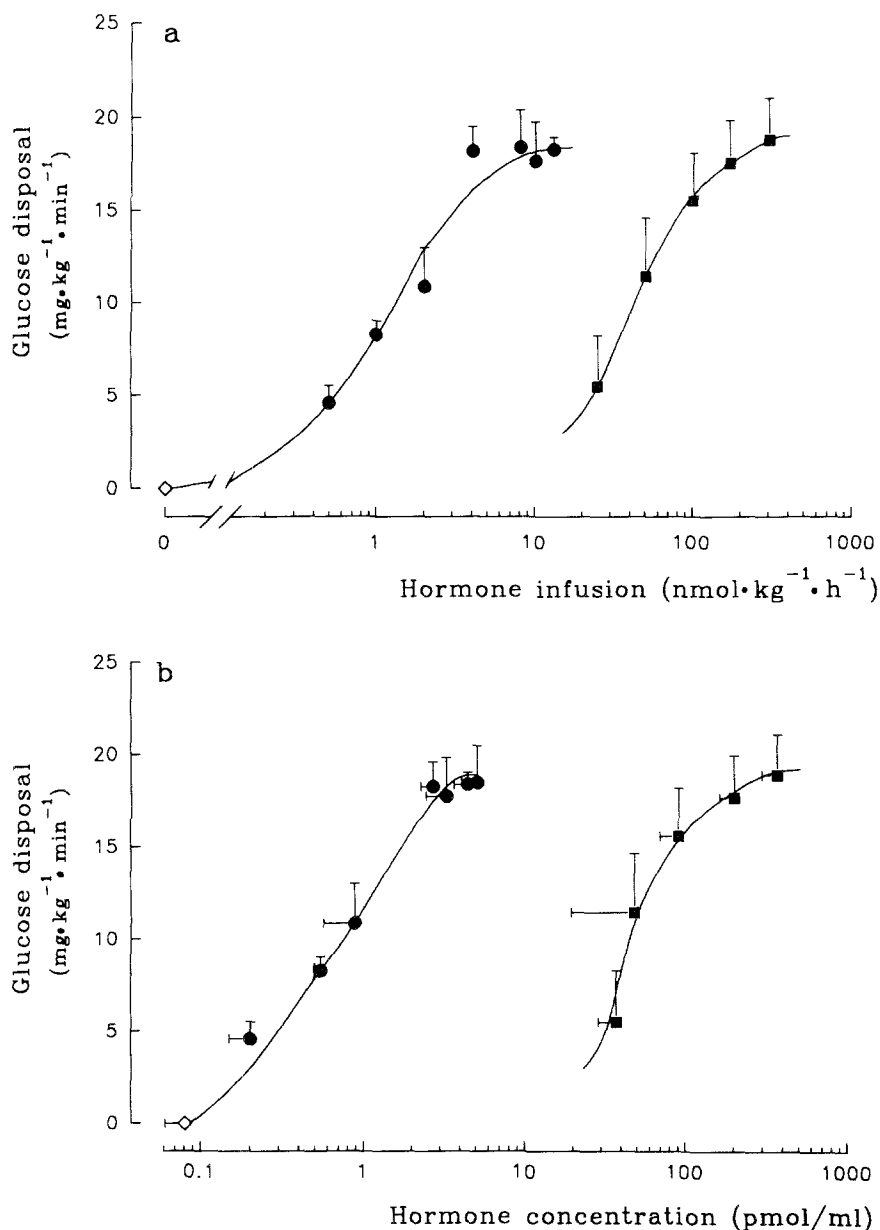 a
25
20
15
10
5
0
Glucose disposal
(mg•kg⁻¹•min⁻¹)
0 1 10 100 1000
Hormone infusion (nmol•kg⁻¹•h⁻¹)
b
25
20
15
10
5
0
Glucose disposal
(mg•kg⁻¹•min⁻¹)
0.1 1 10 100 1000
Hormone concentration (pmol/ml)